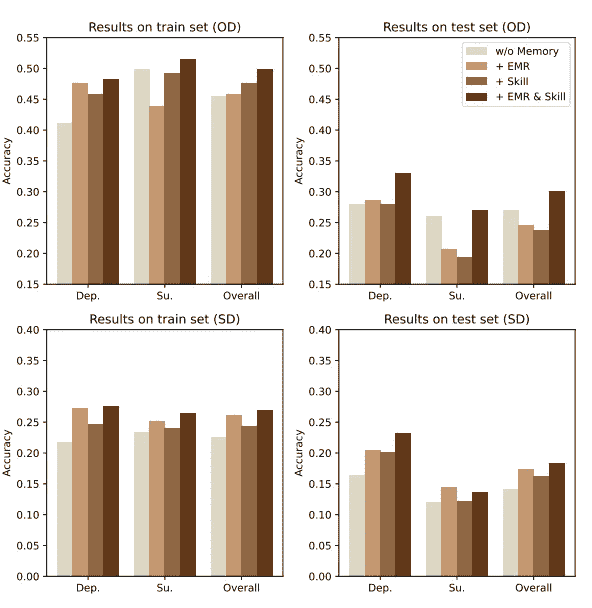 Results on train set (OD)
Accuracy
0.55
0.50
0.45
0.40
0.35
0.30
0.25
0.20
0.15
Dep. Su. Overall
Results on test set (OD)
Accuracy
0.55
0.50
0.45
0.40
0.35
0.30
0.25
0.20
0.15
w/o Memory
+ EMR
+ Skill
+ EMR & Skill
Dep. Su. Overall
Results on train set (SD)
Accuracy
0.40
0.35
0.30
0.25
0.20
0.15
0.10
0.05
0.00
Dep. Su. Overall
Results on test set (SD)
Accuracy
0.40
0.35
0.30
0.25
0.20
0.15
0.10
0.05
0.00
Dep. Su. Overall